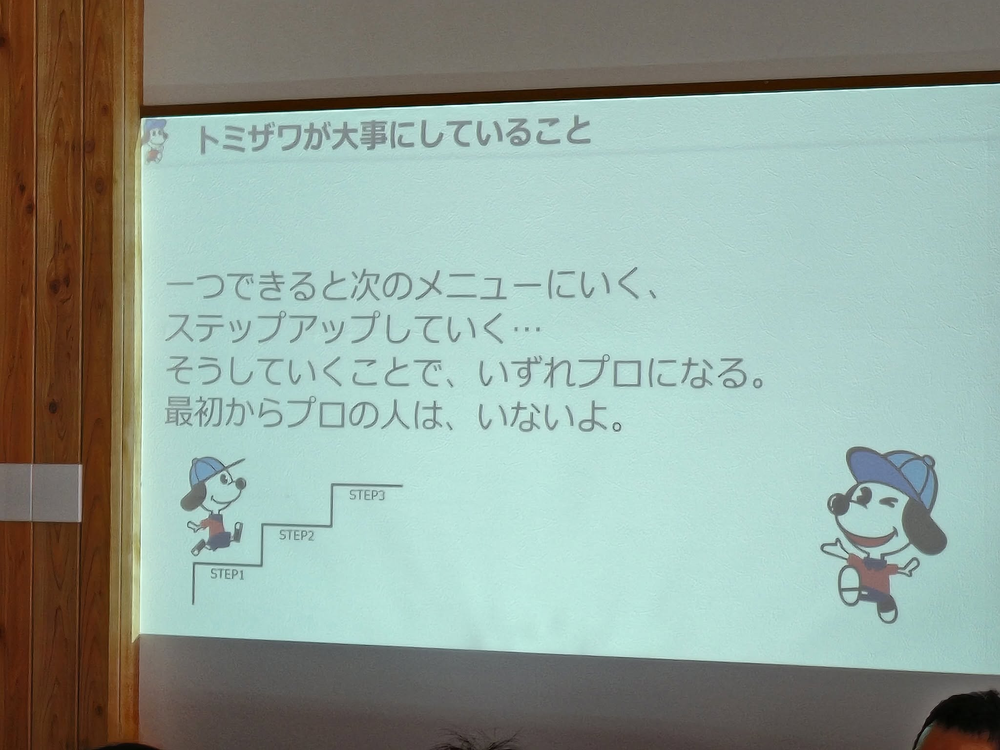 トミザワが大事にしていること
一つできると次のメニューにいく、
ステップアップしていく…
そうしていくことで、いずれプロになる。
最初からプロの人は、いないよ。
STEP3
STEP2
STEP1